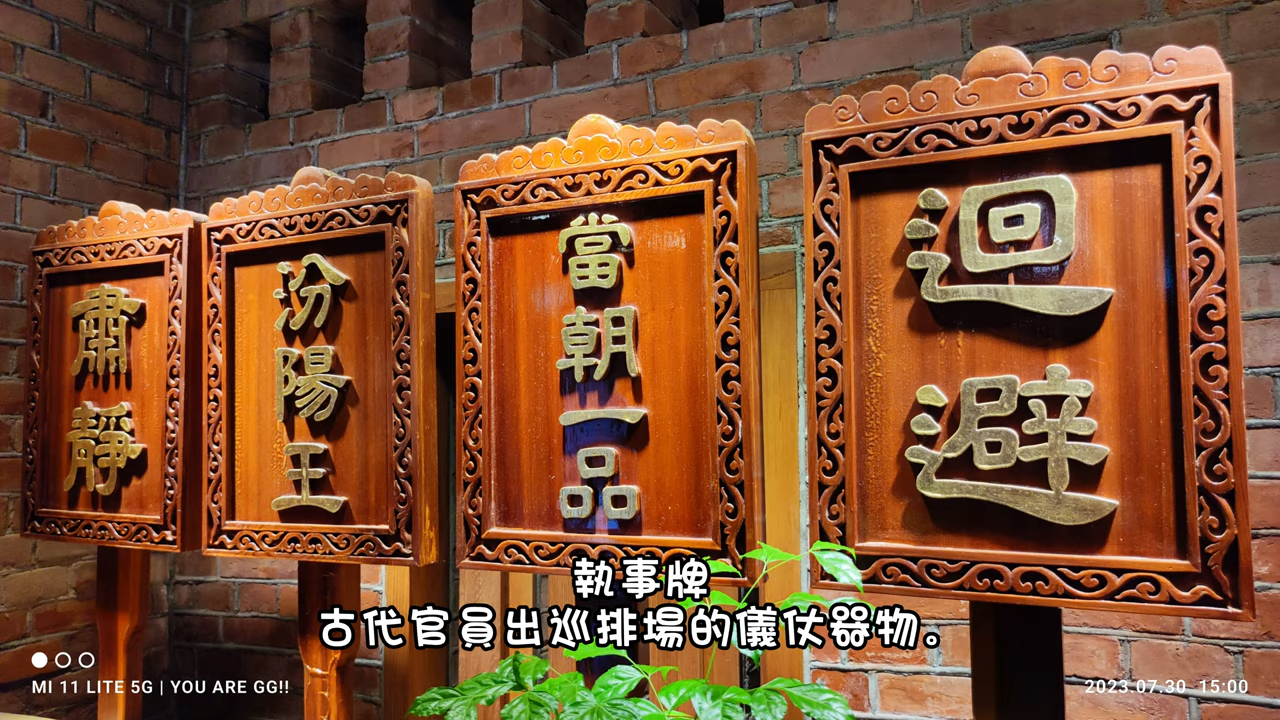 肅靜
汾陽王
當朝一品
迴避
執事牌
古代官員出巡排場的儀仗器物。
MI 11 LITE 5G | YOU ARE GG!!
2023.07.30 15:00